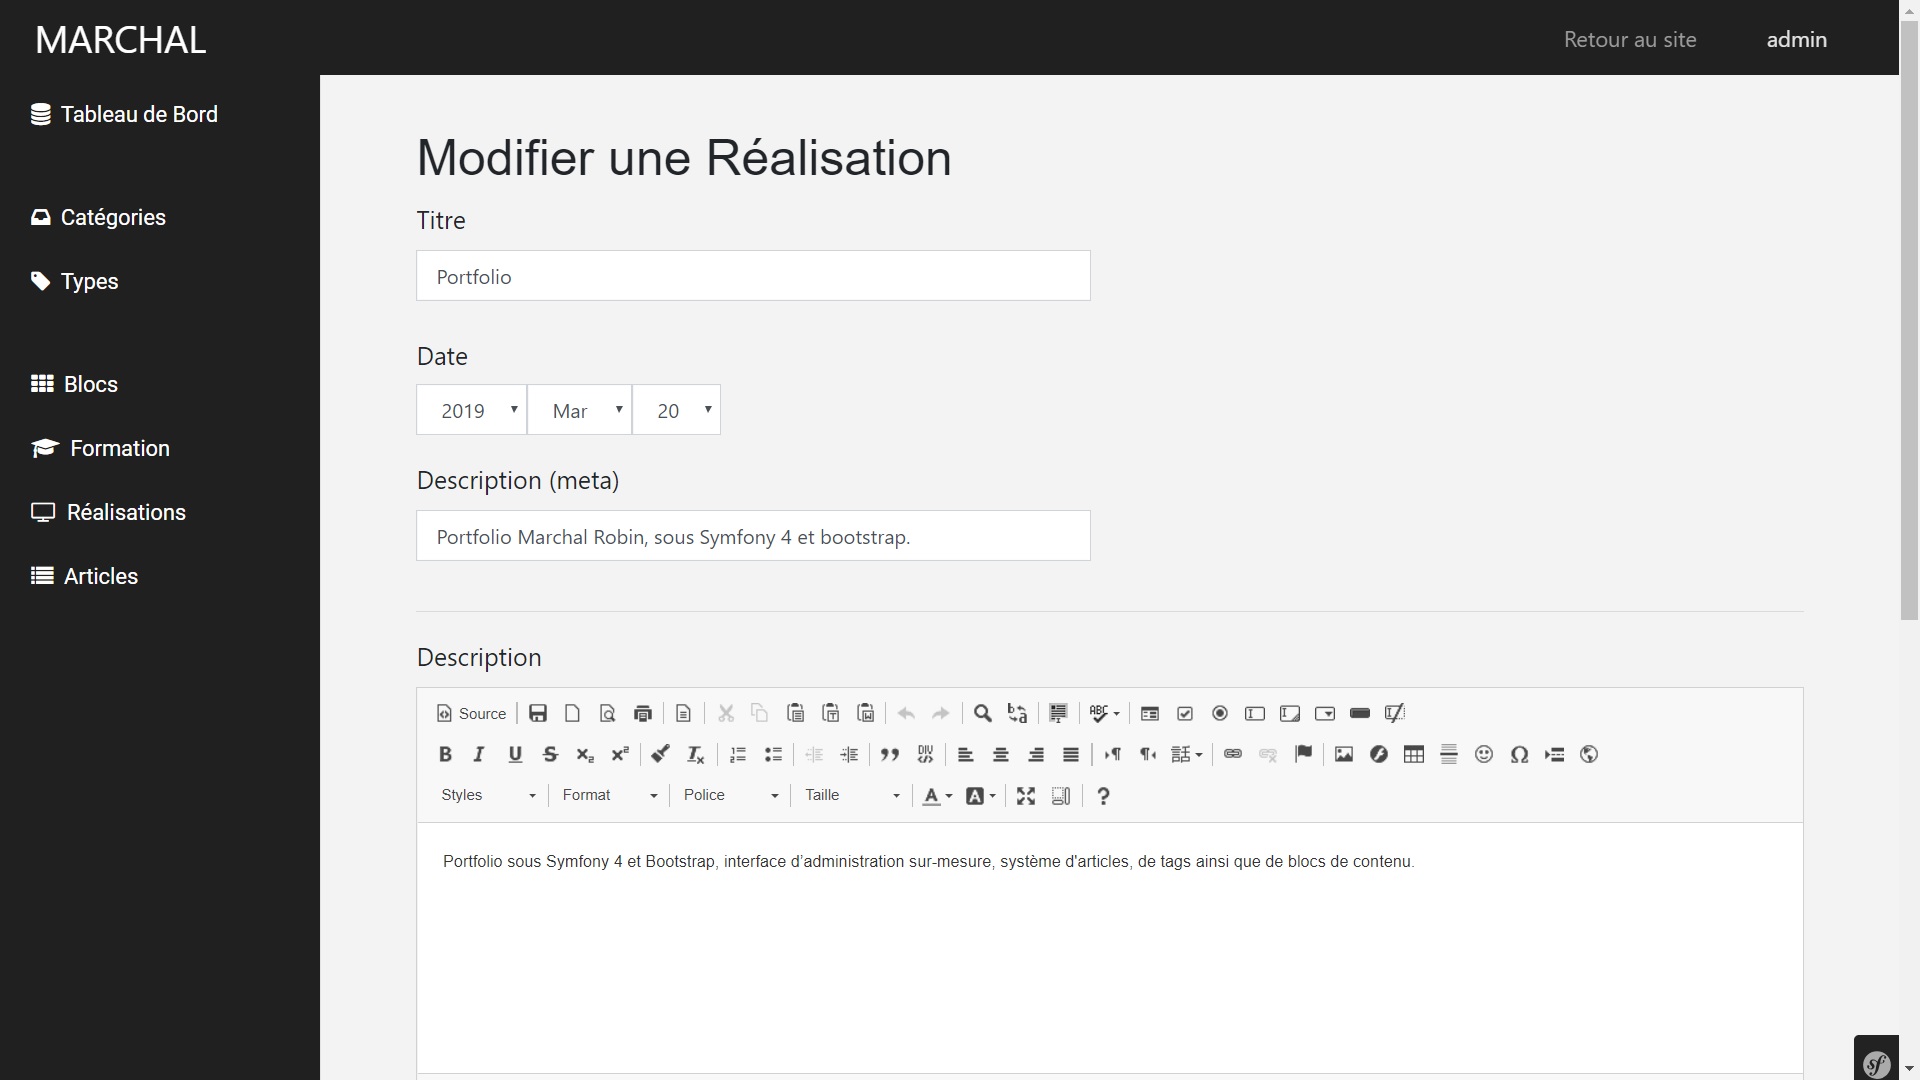 MARCHAL
Retour au site
admin
Tableau de Bord
Catégories
Types
Blocs
Formation
Réalisations
Articles
Modifier une Réalisation
Titre
Portfolio
Date
2019 Mar 20
Description (meta)
Portfolio Marchal Robin, sous Symfony 4 et bootstrap.
Description
Source
Styles Format Police Taille
Portfolio sous Symfony 4 et Bootstrap, interface d’administration sur-mesure, système d'articles, de tags ainsi que de blocs de contenu.
sf